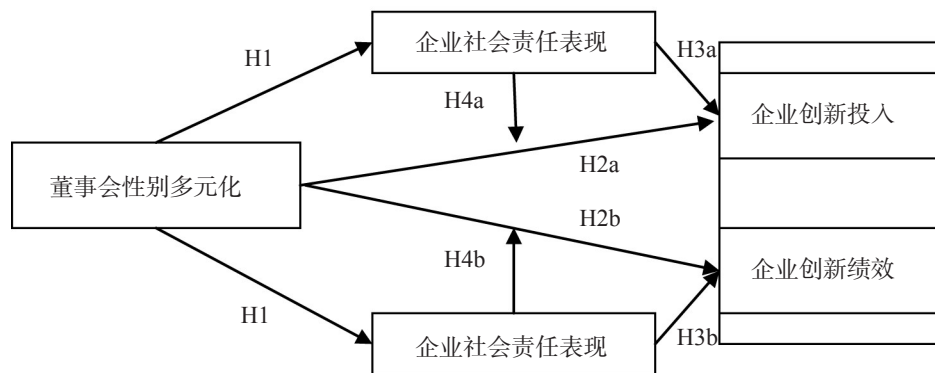 企业社会责任表现
H1
H3a
H4a
企业创新投入
H2a
董事会性别多元化
H2b
H4b
企业创新绩效
H1
企业社会责任表现
H3b